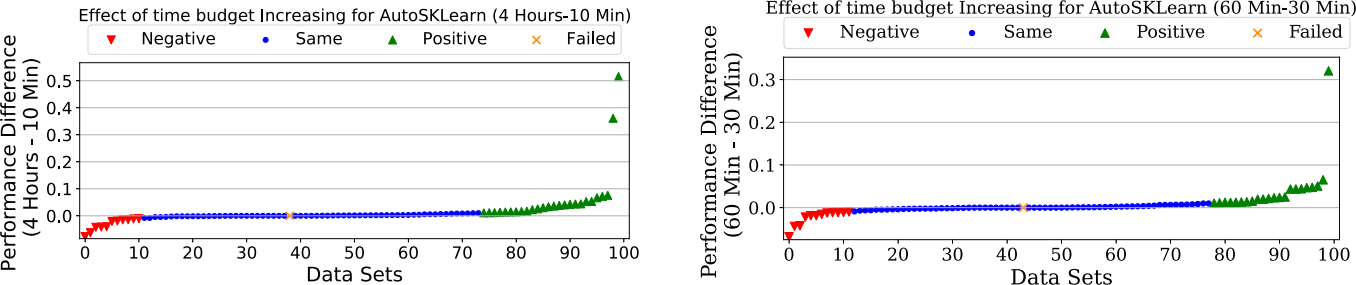 Effect of time budget Increasing for AutoSKLearn (4 Hours-10 Min)
Negative Same Positive Failed
Performance Difference
(4 Hours - 10 Min)
0.5
0.4
0.3
0.2
0.1
0.0
0 10 20 30 40 50 60 70 80 90 100
Data Sets
Effect of time budget Increasing for AutoSKLearn (60 Min-30 Min)
Negative Same Positive Failed
Performance Difference
(60 Min - 30 Min)
0.3
0.2
0.1
0.0
0 10 20 30 40 50 60 70 80 90 100
Data Sets